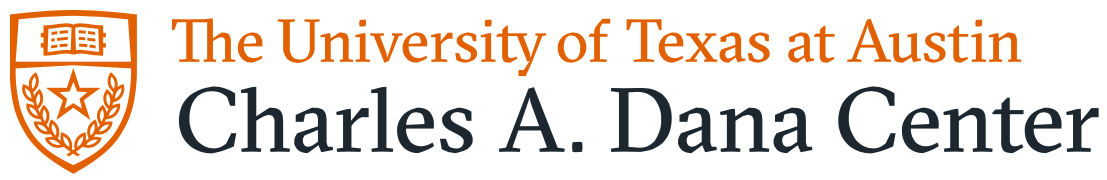 The University of Texas at Austin
Charles A. Dana Center